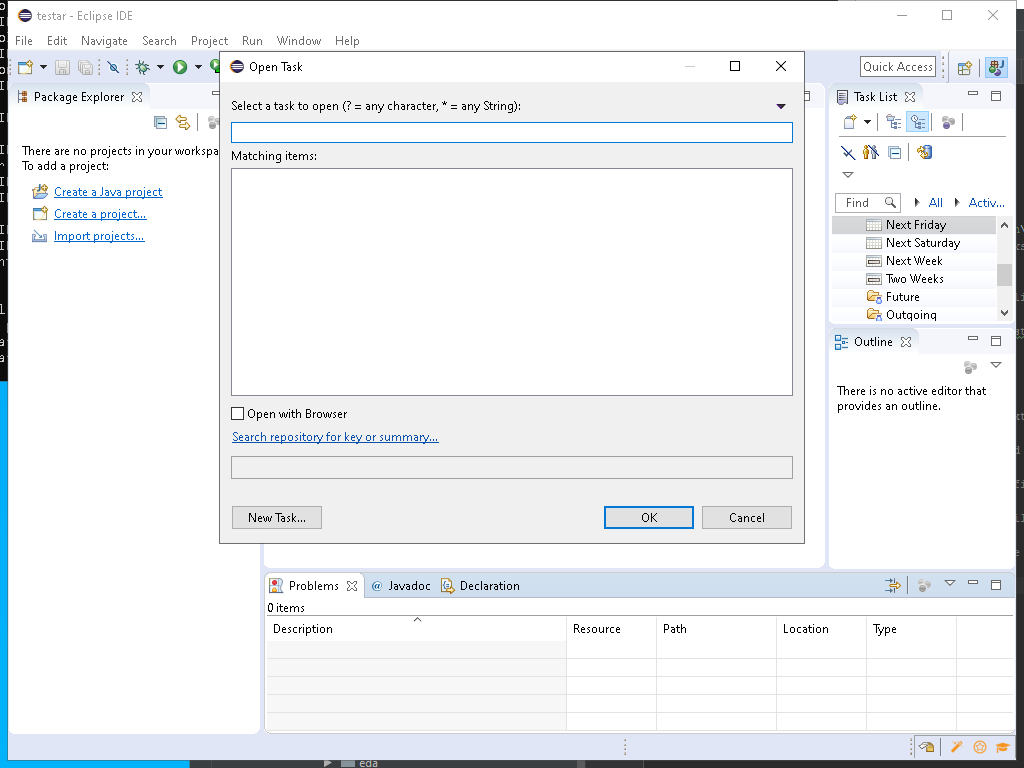 testar - Eclipse IDE
File Edit Navigate Search Project Run Window Help
Quick Access
Package Explorer
There are no projects in your workspa
To add a project:
Create a Java project
Create a project...
Import projects...
Open Task
Select a task to open (? = any character, * = any String):
Matching items:
Open with Browser
Search repository for key or summary...
New Task...
OK
Cancel
Task List
Find
All
Activ...
Next Friday
Next Saturday
Next Week
Two Weeks
Future
Outgoing
Outline
There is no active editor that
provides an outline.
Problems
@ Javadoc
Declaration
0 items
Description Resource Path Location Type
eda